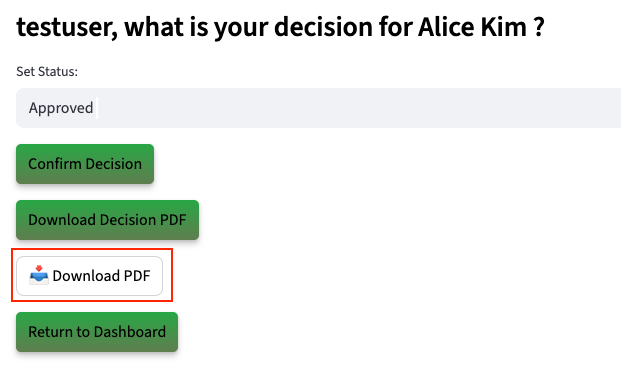 testuser, what is your decision for Alice Kim ?
Set Status:
Approved
Confirm Decision
Download Decision PDF
Download PDF
Return to Dashboard